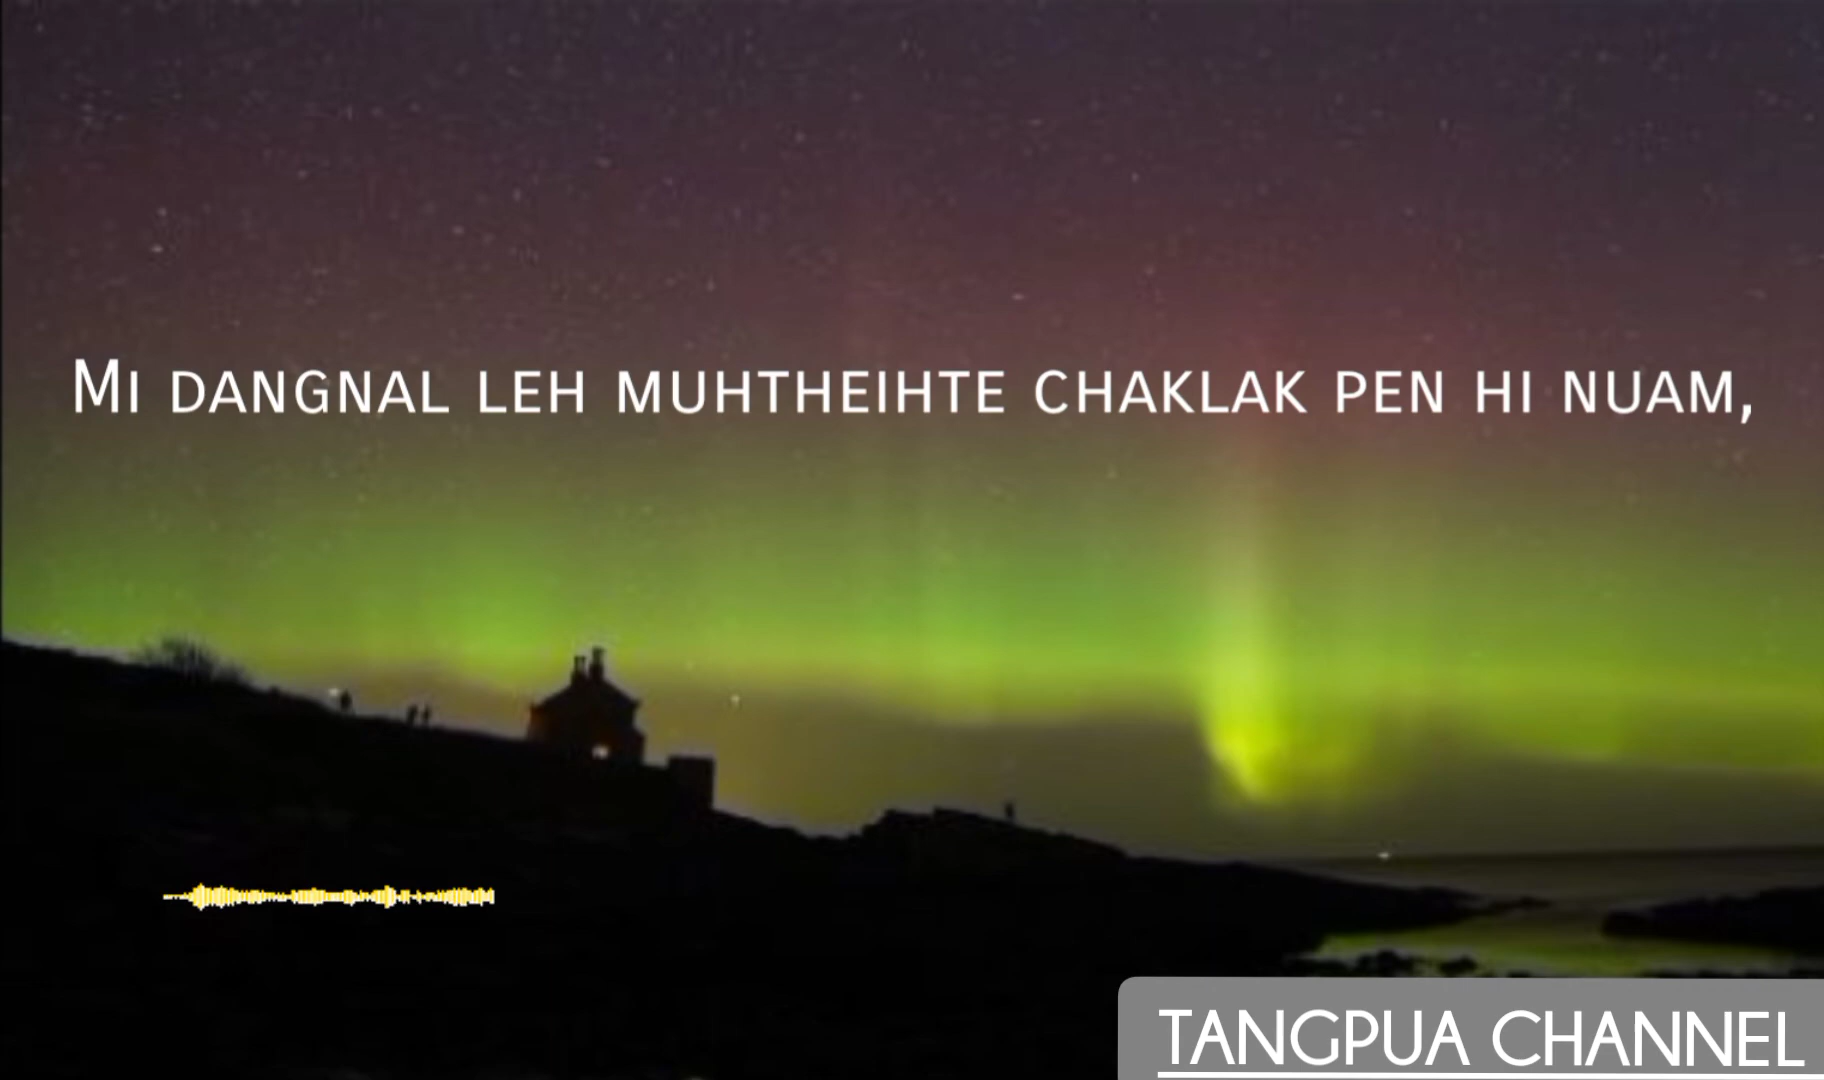 Mi dangnal leh muhtheihte chaklak pen hi nuam,
TANGPUA CHANNEL